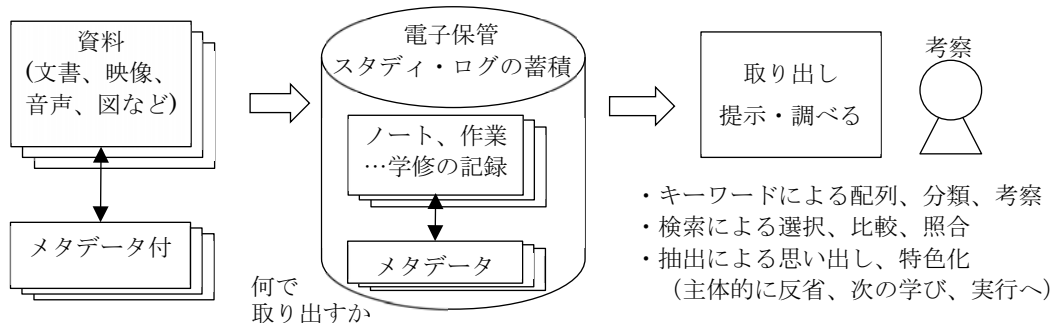 資料
(文書、映像、
音声、図など)
メタデータ付
電子保管
スタディ・ログの蓄積
ノート、作業
…学修の記録
メタデータ
何で
取り出すか
取り出し
提示・調べる
考察
・キーワードによる配列、分類、考察
・検索による選択、比較、照合
・抽出による思い出し、特色化
（主体的に反省、次の学び、実行へ）